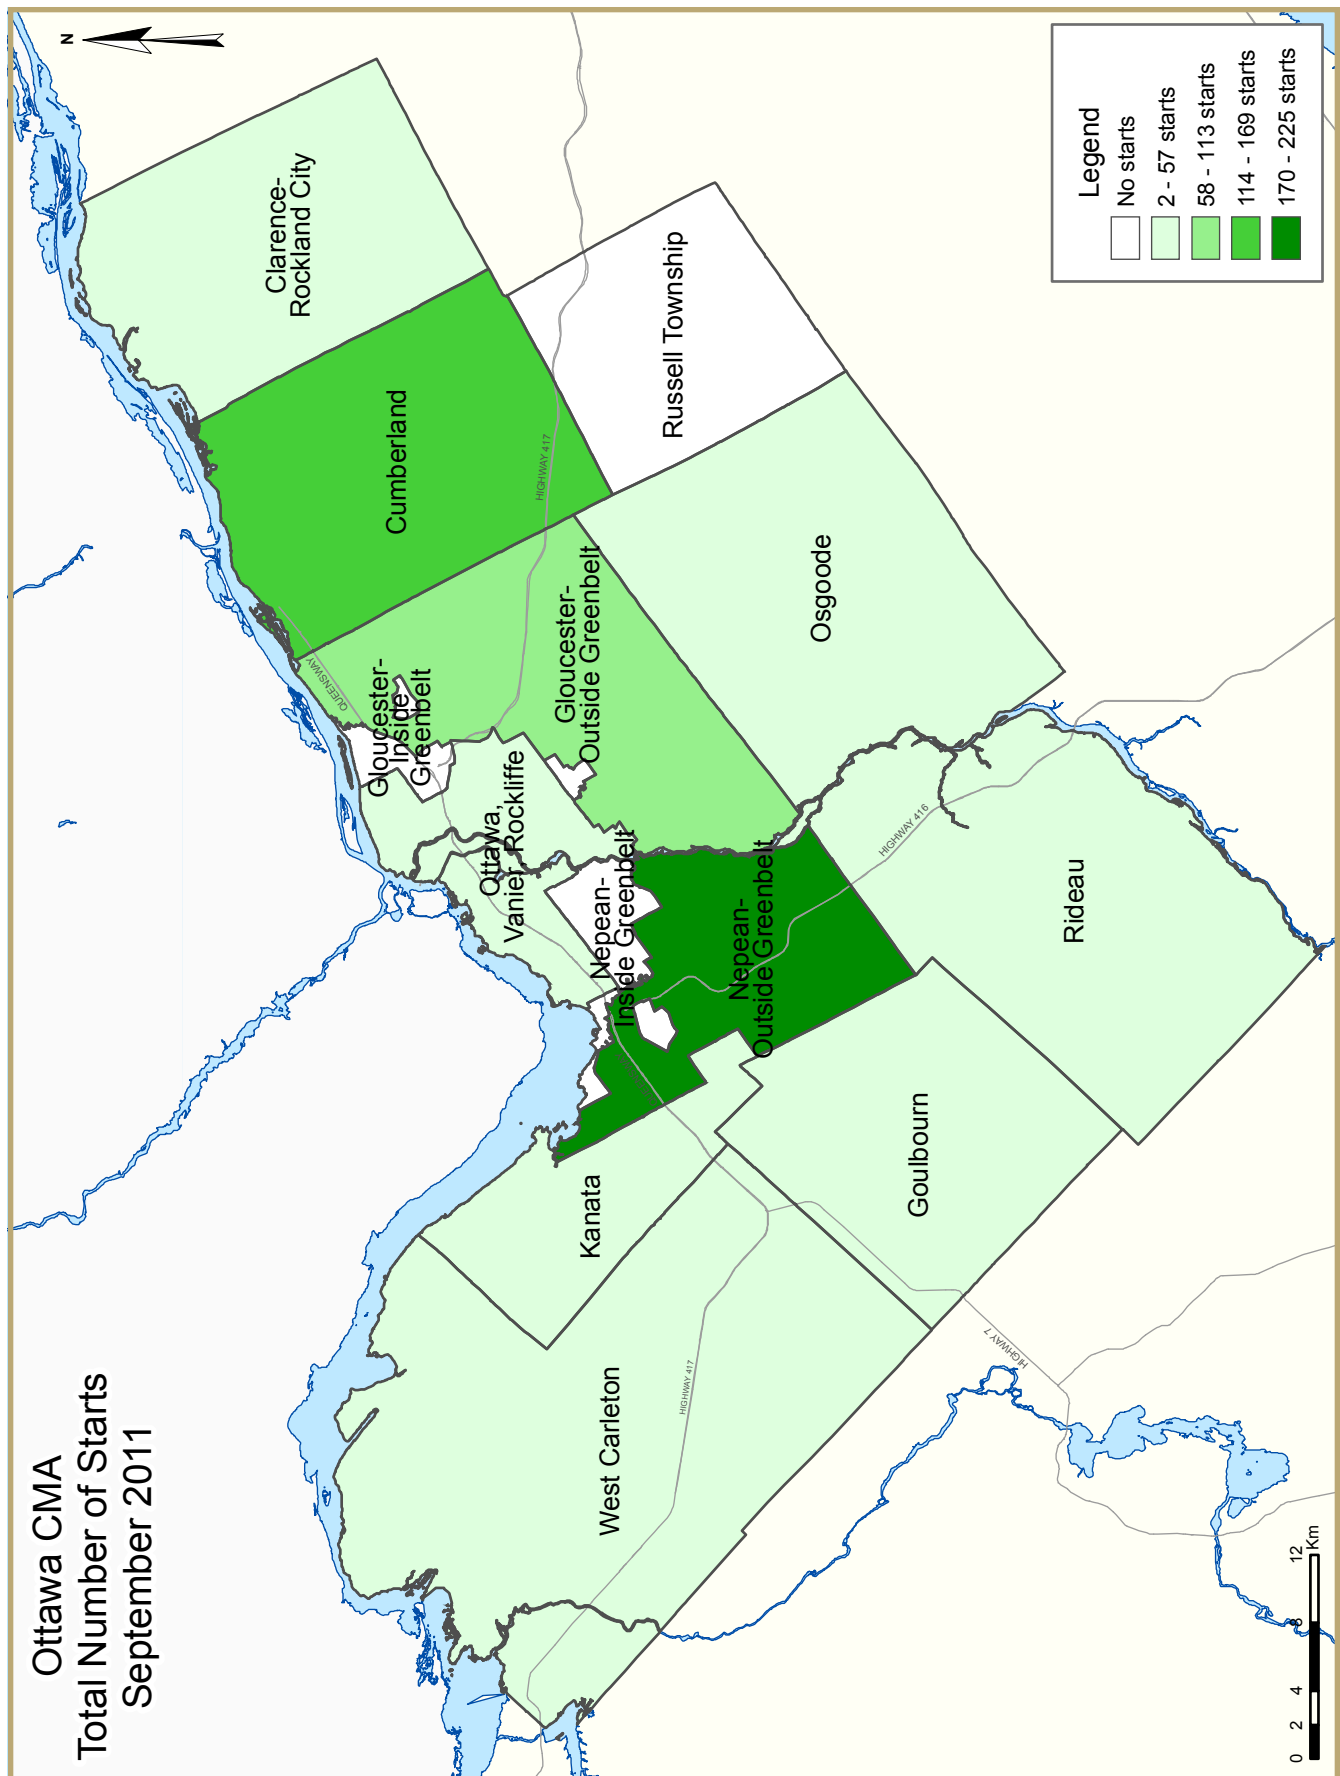 Ottawa CMA
Total Number of Starts
September 2011
N
West Carleton
Kanata
Goulbourn
Rideau
Nepean-
Outside Greenbelt
Nepean-
Inside Greenbelt
Ottawa,
Vanier, Rockliffe
Gloucester-
Inside
Greenbelt
Gloucester-
Outside Greenbelt
Osgoode
Cumberland
Russell Township
Clarence-
Rockland City
HIGHWAY 417
HIGHWAY 7
HIGHWAY 416
QUEENSWAY
HIGHWAY 417
0 2 4 8 12
Km
Legend
No starts
2 - 57 starts
58 - 113 starts
114 - 169 starts
170 - 225 starts